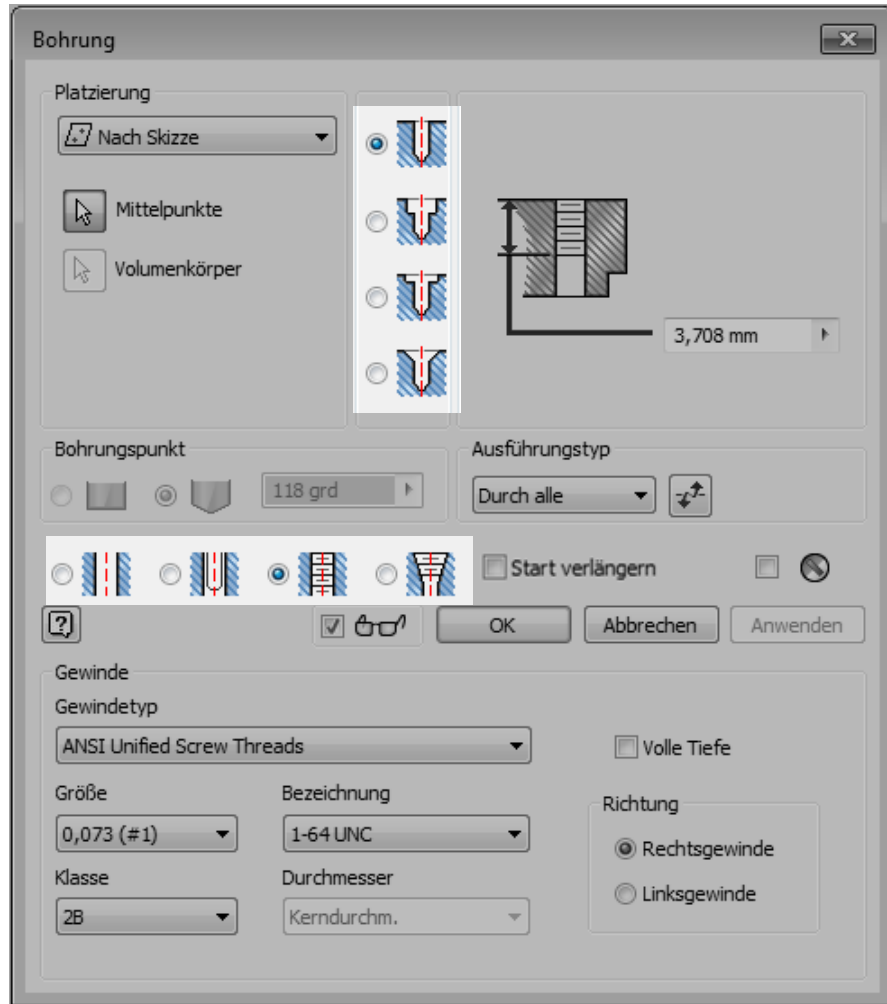 Bohrung
Platzierung
Nach Skizze
Mittelpunkte
Volumenkörper
3,708 mm
Bohrungspunkt
118 grd
Ausführungstyp
Durch alle
Start verlängern
?
OK
Abbrechen
Anwenden
Gewinde
Gewindetyp
ANSI Unified Screw Threads
Volle Tiefe
Größe
Bezeichnung
0,073 (#1)
1-64 UNC
Klasse
Durchmesser
2B
Kerndurchm.
Richtung
Rechtsgewinde
Linksgewinde